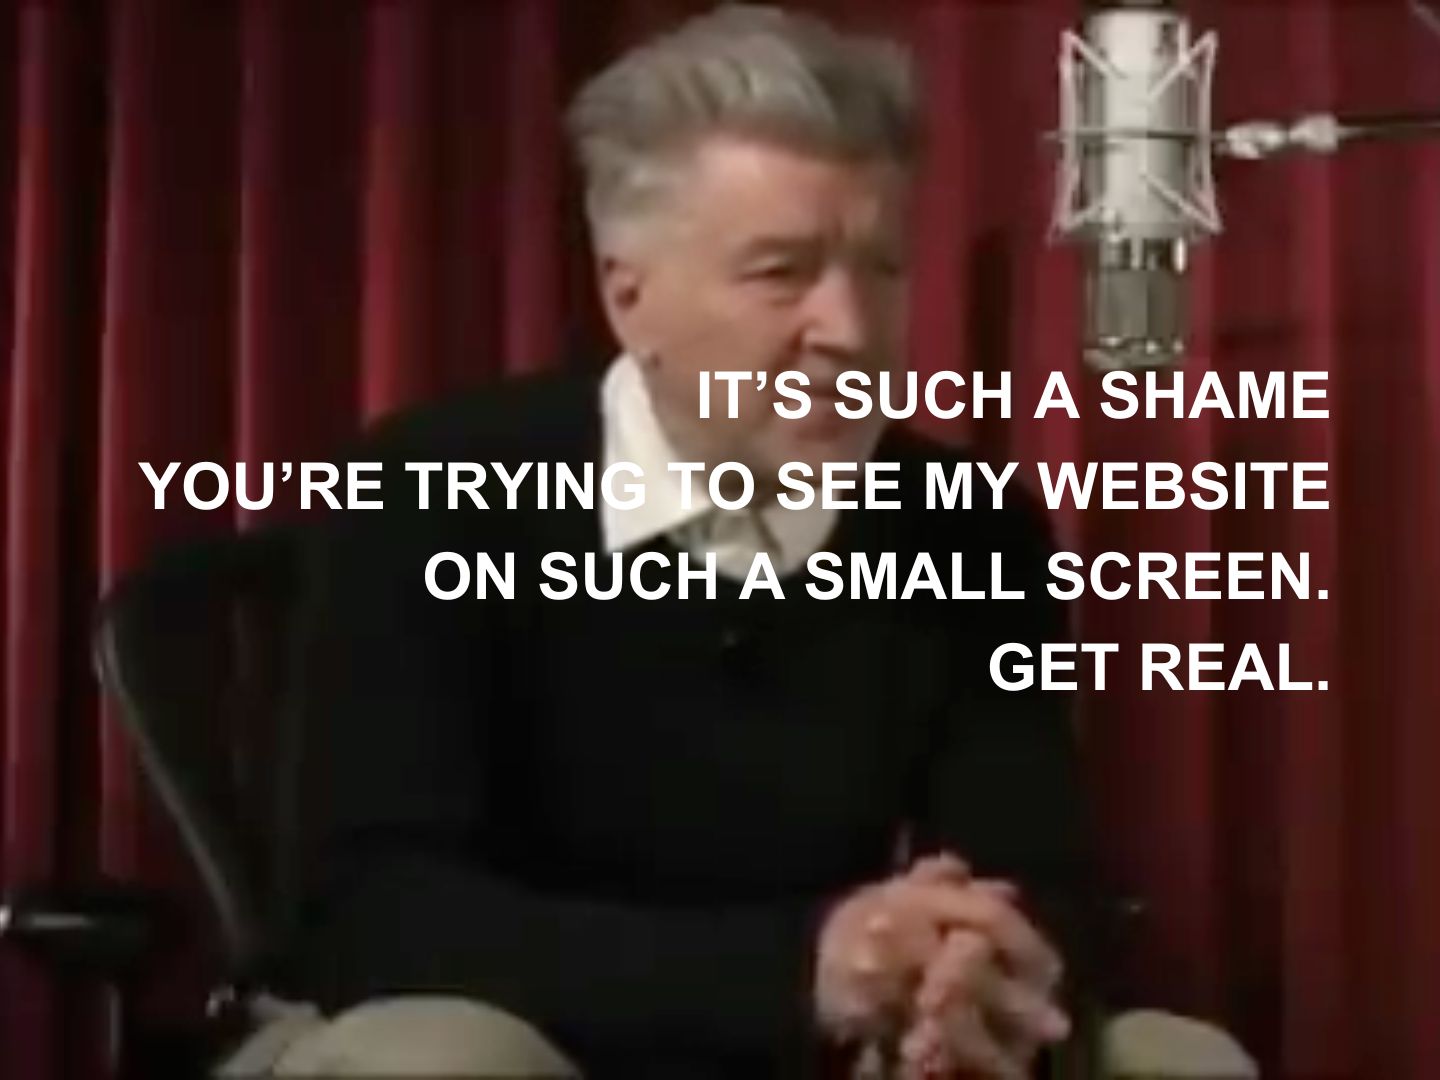 IT’S SUCH A SHAME
YOU’RE TRYING TO SEE MY WEBSITE
ON SUCH A SMALL SCREEN.
GET REAL.